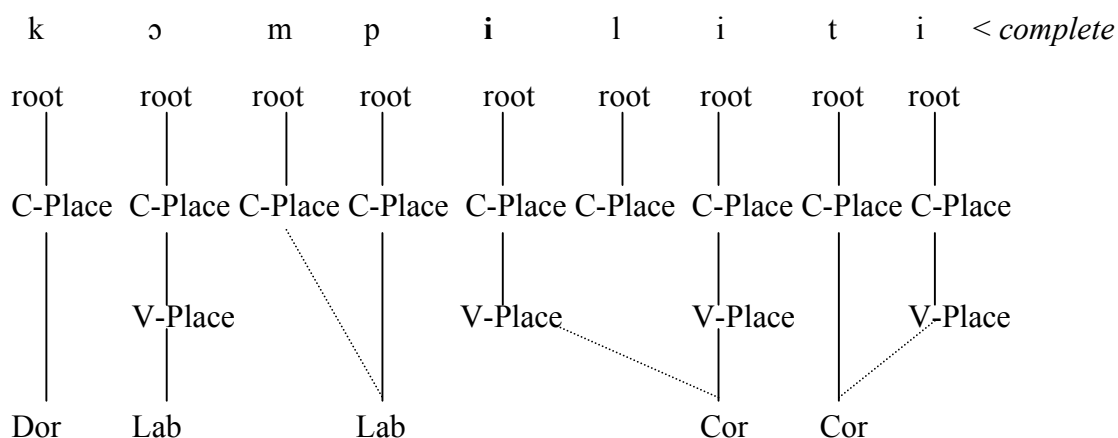 k ɔ m p i l i t i < complete
root root root root root root root root root
C-Place C-Place C-Place C-Place C-Place C-Place C-Place C-Place C-Place
V-Place V-Place V-Place V-Place
Dor Lab Lab Cor Cor